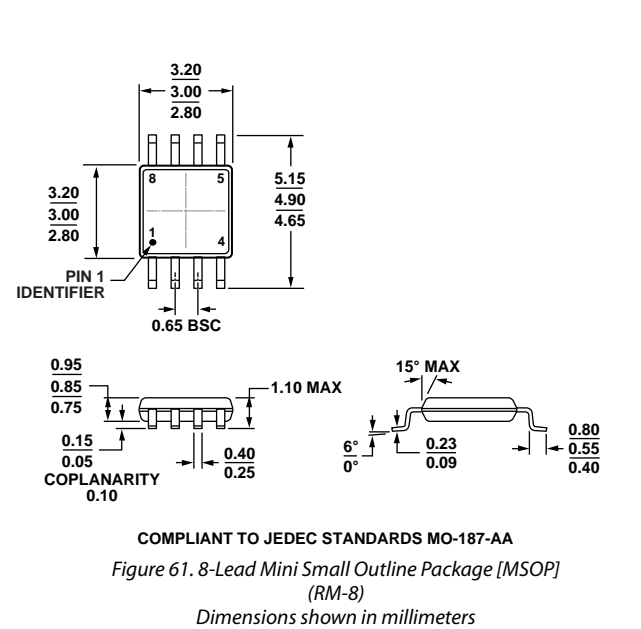 3.20
3.00
2.80
8 5
3.20
3.00
2.80
5.15
4.90
4.65
1
4
PIN 1
IDENTIFIER
0.65 BSC
0.95
0.85
0.75
1.10 MAX
0.15
0.05
COPLANARITY
0.10
0.40
0.25
15° MAX
6°
0°
0.23
0.09
0.80
0.55
0.40
COMPLIANT TO JEDEC STANDARDS MO-187-AA
Figure 61. 8-Lead Mini Small Outline Package [MSOP]
(RM-8)
Dimensions shown in millimeters